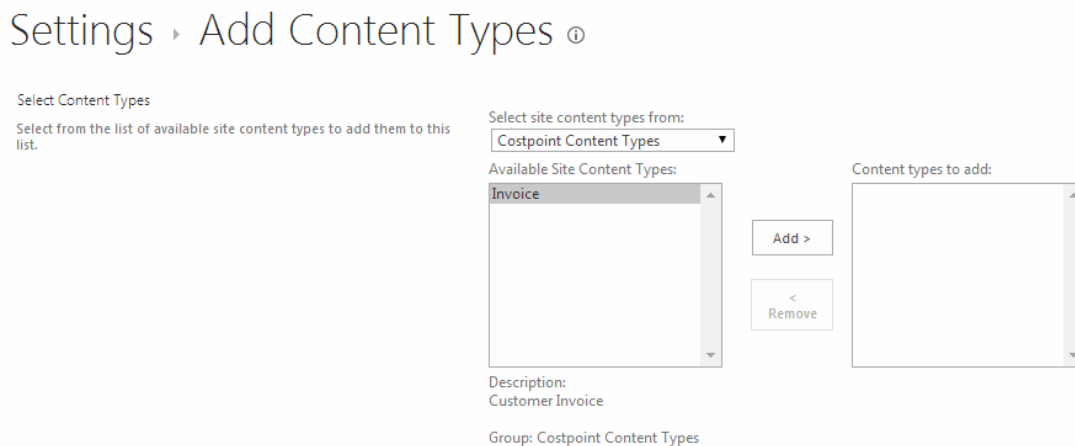 Settings ▸ Add Content Types
Select Content Types
Select from the list of available site content types to add them to this
list.
Select site content types from:
Costpoint Content Types
Available Site Content Types:
Content types to add:
Invoice
Add >
<
Remove
Description:
Customer Invoice
Group: Costpoint Content Types